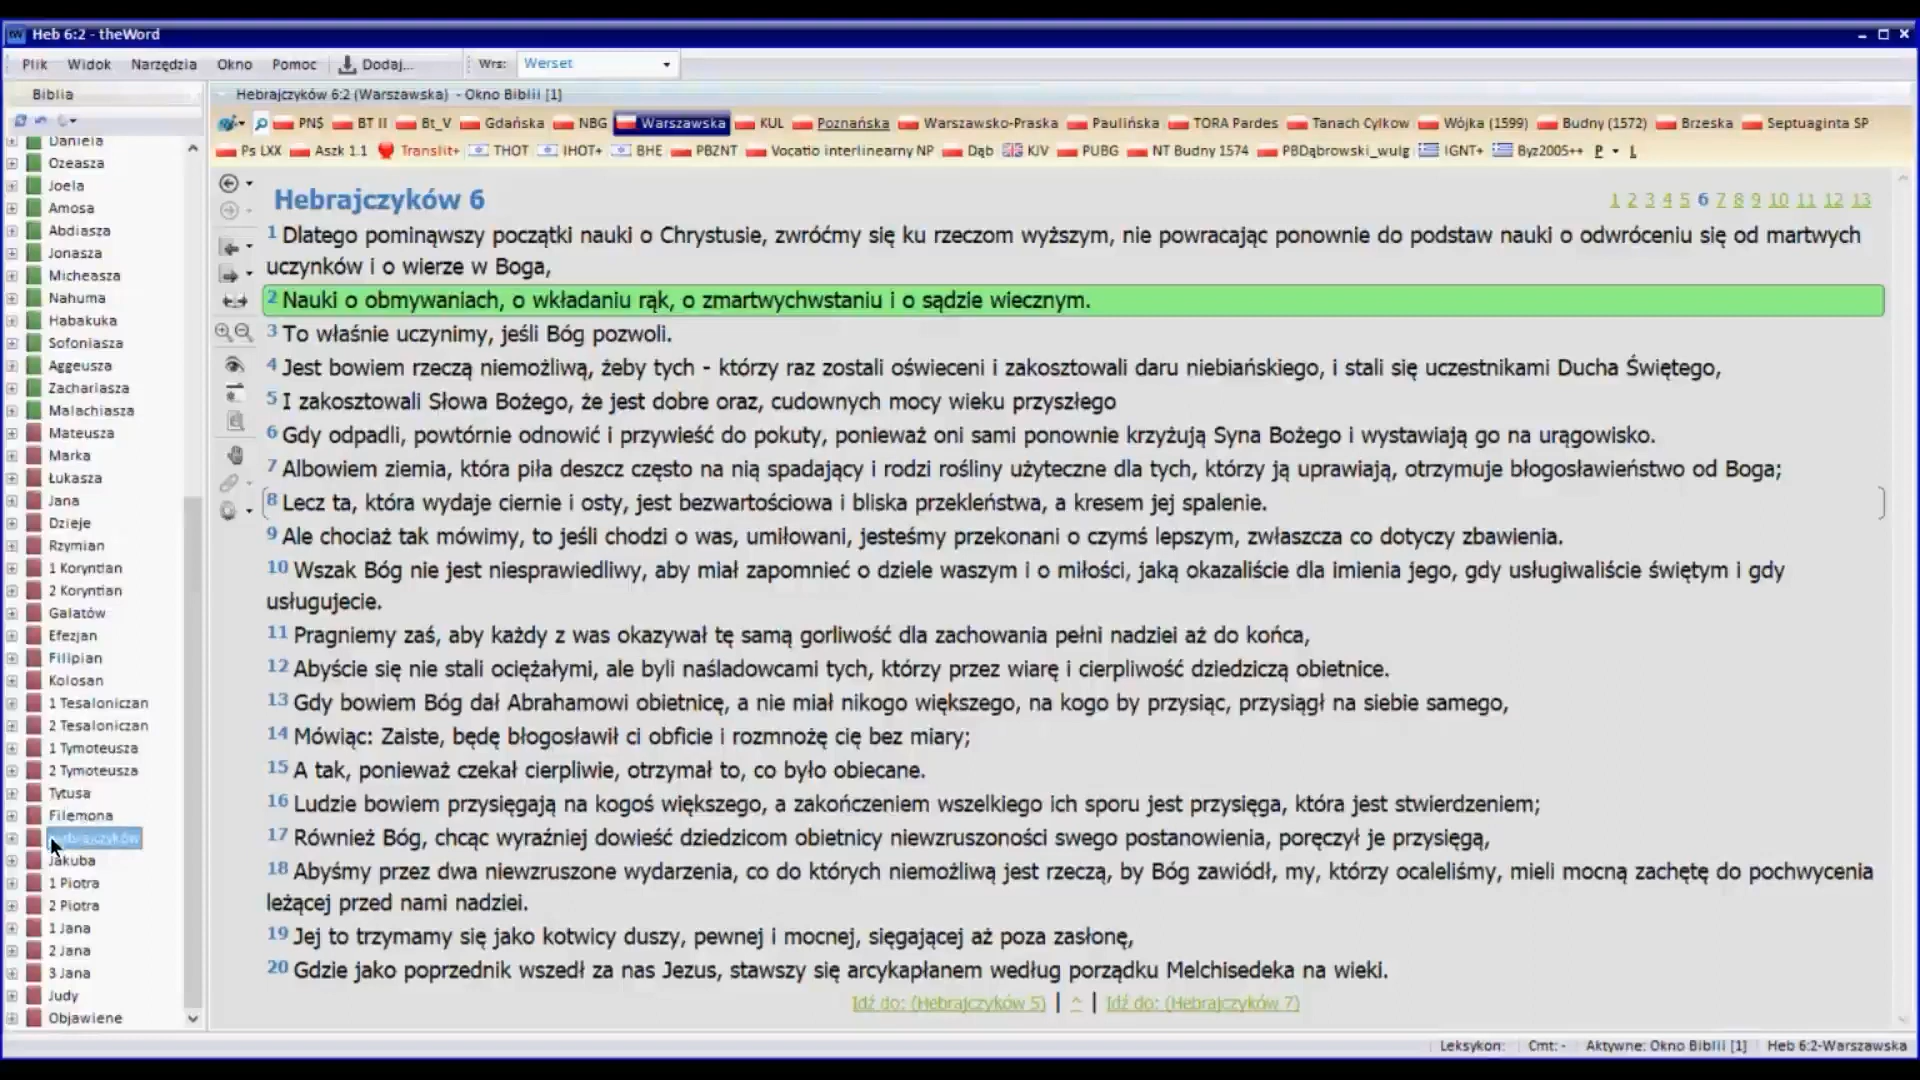 Heb 6:2 - theWord
Plik Widok Narzędzia Okno Pomoc Dodaj... Wrs: Werset
Biblia
Hebrajczyków 6:2 (Warszawska) - Okno Biblii [1]
PNŚ BT II Bt_V Gdańska NBG Warszawska KUL Poznańska Warszawsko-Praska Paulińska TORA Pardes Tanach Cylkow Wójka (1599) Budny (1572) Brzeska Septuaginta SP
Ps LXX Aszk 1.1 Translit+ THOT IHOT+ BHE PBZNT Vocatio interlinearny NP Dąb KJV PUBG NT Budny 1574 PBDąbrowski_wulg IGNT+ Byz2005++ P L
Daniela
Ozeasza
Joela
Amosa
Abdiasza
Jonasza
Micheasza
Nahuma
Habakuka
Sofoniasza
Aggeusza
Zachariasza
Malachiasza
Mateusza
Marka
Łukasza
Jana
Dzieje
Rzymian
1 Koryntian
2 Koryntian
Galatów
Efezjan
Filipian
Kolosan
1 Tesaloniczan
2 Tesaloniczan
1 Tymoteusza
2 Tymoteusza
Tytusa
Filemona
Hebrajczyków
Jakuba
1 Piotra
2 Piotra
1 Jana
2 Jana
3 Jana
Judy
Objawiene
Hebrajczyków 6
1 2 3 4 5 6 7 8 9 10 11 12 13
1 Dlatego pominąwszy początki nauki o Chrystusie, zwróćmy się ku rzeczom wyższym, nie powracając ponownie do podstaw nauki o odwróceniu się od martwych
uczynków i o wierze w Boga,
2 Nauki o obmywaniach, o wkładaniu rąk, o zmartwychwstaniu i o sądzie wiecznym.
3 To właśnie uczynimy, jeśli Bóg pozwoli.
4 Jest bowiem rzeczą niemożliwą, żeby tych - którzy raz zostali oświeceni i zakosztowali daru niebiańskiego, i stali się uczestnikami Ducha Świętego,
5 I zakosztowali Słowa Bożego, że jest dobre oraz, cudownych mocy wieku przyszłego
6 Gdy odpadli, powtórnie odnowić i przywieść do pokuty, ponieważ oni sami ponownie krzyżują Syna Bożego i wystawiają go na urągowisko.
7 Albowiem ziemia, która piła deszcz często na nią spadający i rodzi rośliny użyteczne dla tych, którzy ją uprawiają, otrzymuje błogosławieństwo od Boga;
8 Lecz ta, która wydaje ciernie i osty, jest bezwartościowa i bliska przekleństwa, a kresem jej spalenie.
9 Ale chociaż tak mówimy, to jeśli chodzi o was, umiłowani, jesteśmy przekonani o czymś lepszym, zwłaszcza co dotyczy zbawienia.
10 Wszak Bóg nie jest niesprawiedliwy, aby miał zapomnieć o dziele waszym i o miłości, jaką okazaliście dla imienia jego, gdy usługiwaliście świętym i gdy
usługujecie.
11 Pragniemy zaś, aby każdy z was okazywał tę samą gorliwość dla zachowania pełni nadziei aż do końca,
12 Abyście się nie stali ociężałymi, ale byli naśladowcami tych, którzy przez wiarę i cierpliwość dziedziczą obietnice.
13 Gdy bowiem Bóg dał Abrahamowi obietnicę, a nie miał nikogo większego, na kogo by przysiąc, przysiągł na siebie samego,
14 Mówiąc: Zaiste, będę błogosławił ci obficie i rozmnożę cię bez miary;
15 A tak, ponieważ czekał cierpliwie, otrzymał to, co było obiecane.
16 Ludzie bowiem przysięgają na kogoś większego, a zakończeniem wszelkiego ich sporu jest przysięga, która jest stwierdzeniem;
17 Również Bóg, chcąc wyraźniej dowieść dziedzicom obietnicy niewzruszoności swego postanowienia, poręczył je przysięgą,
18 Abyśmy przez dwa niewzruszone wydarzenia, co do których niemożliwą jest rzeczą, by Bóg zawiódł, my, którzy ocaleliśmy, mieli mocną zachętę do pochwycenia
leżącej przed nami nadziei.
19 Jej to trzymamy się jako kotwicy duszy, pewnej i mocnej, sięgającej aż poza zasłonę,
20 Gdzie jako poprzednik wszedł za nas Jezus, stawszy się arcykapłanem według porządku Melchisedeka na wieki.
Idź do: (Hebrajczyków 5) | ^ | Idź do: (Hebrajczyków 7)
Leksykon: Cmt: - Aktywne: Okno Biblii [1] Heb 6:2-Warszawska